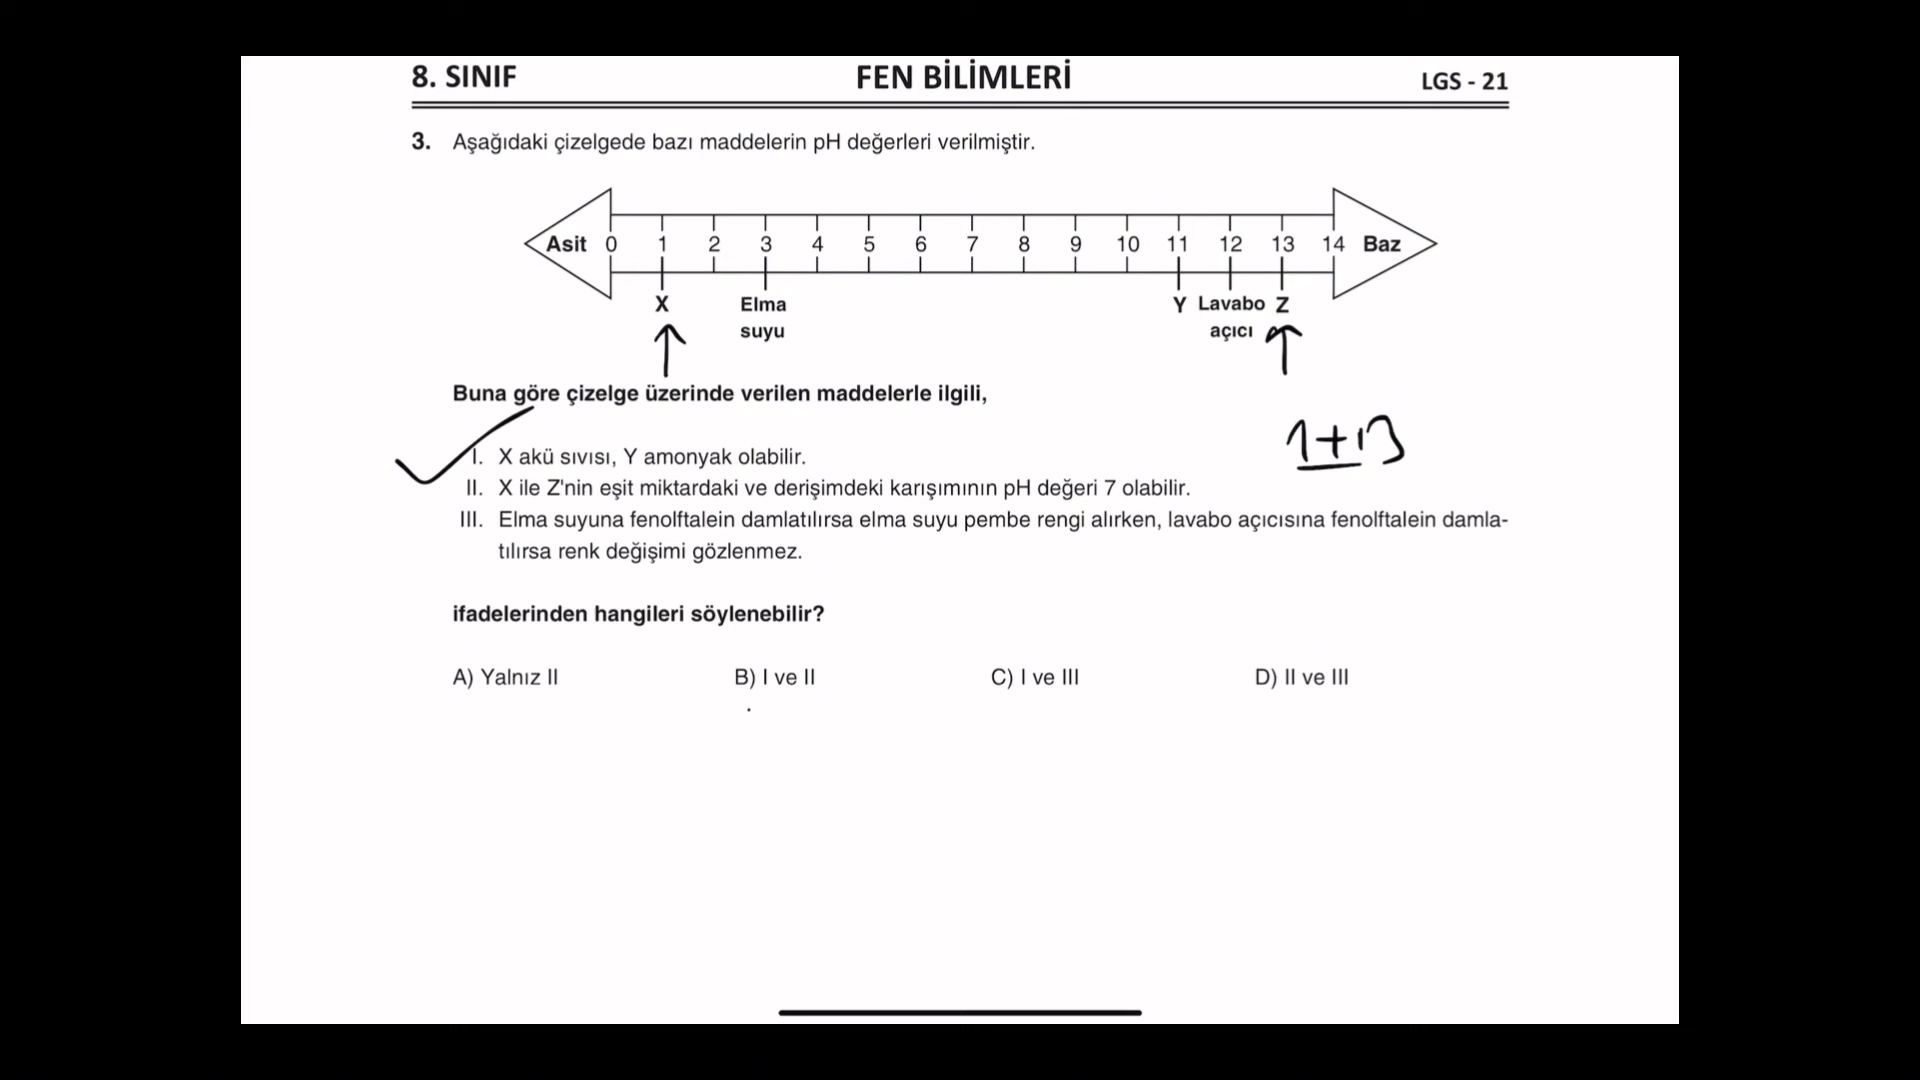 8. SINIF FEN BİLİMLERİ LGS - 21
3. Aşağıdaki çizelgede bazı maddelerin pH değerleri verilmiştir.
Asit 0 1 2 3 4 5 6 7 8 9 10 11 12 13 14 Baz
X Elma suyu Y Lavabo açıcı Z
Buna göre çizelge üzerinde verilen maddelerle ilgili,
1+13
I. X akü sıvısı, Y amonyak olabilir.
II. X ile Z'nin eşit miktardaki ve derişimdeki karışımının pH değeri 7 olabilir.
III. Elma suyuna fenolftalein damlatılırsa elma suyu pembe rengi alırken, lavabo açıcısına fenolftalein damla-
tılırsa renk değişimi gözlenmez.
ifadelerinden hangileri söylenebilir?
A) Yalnız II B) I ve II C) I ve III D) II ve III